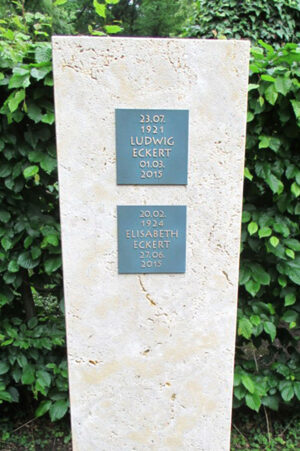 23.07.
1921
LUDWIG
ECKERT
01.03.
2015
20.02.
1924
ELISABETH
ECKERT
27.06.
2015